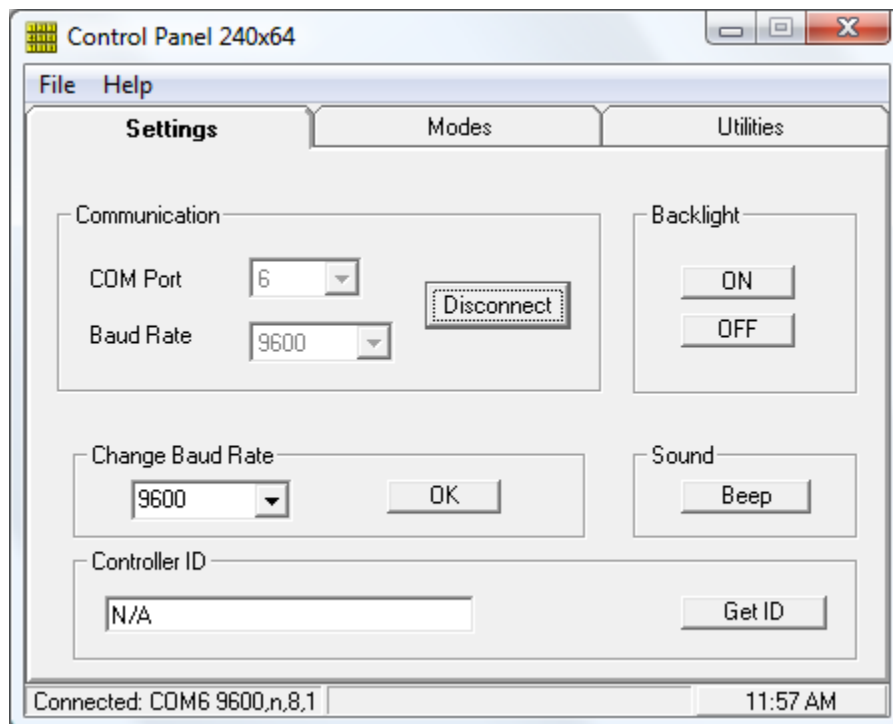 Control Panel 240x64
File Help
Settings Modes Utilities
Communication
COM Port 6
Baud Rate 9600
Disconnect
Backlight
ON
OFF
Change Baud Rate
9600 OK
Sound
Beep
Controller ID
N/A Get ID
Connected: COM6 9600,n,8,1 11:57 AM